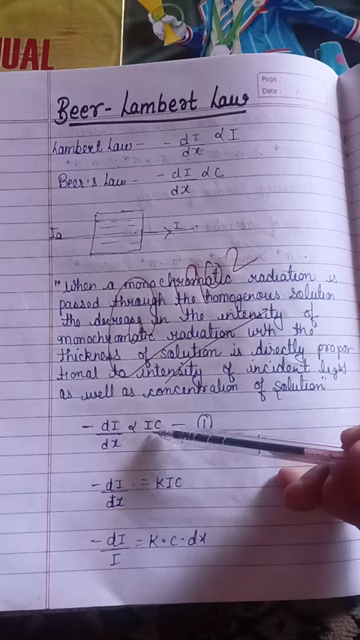 UAL
Page:
Date:
Beer-Lambert Law
Lambert Law - - dI/dx α I
Beer's Law - - dI/dx α C
I₀ I
"When a monochromatic radiation is
passed through the homogenous solution
the decrease in the intensity of
monochromatic radiation with the
thickness of solution is directly propor
tional to intensity of incident light
as well as concentration of solution"
- dI/dx α IC - ①
- dI/dx = KIC
- dI/I = K·C·dx